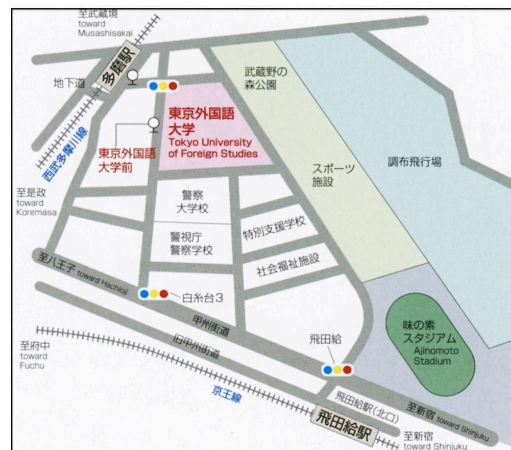 至武蔵境
toward
Musashisakai
多磨駅
地下道
西武多摩川線
東京外国語
大学
Tokyo University
of Foreign Studies
東京外国語
大学前
武蔵野の
森公園
スポーツ
施設
調布飛行場
至是政
toward
Koremasa
警察
大学校
警視庁
警察学校
特別支援学校
社会福祉施設
至八王子 toward Hachioji
白糸台3
甲州街道
旧甲州街道
飛田給
味の素
スタジアム
Ajinomoto
Stadium
至府中
toward
Fuchu
京王線
飛田給駅(北口)
飛田給駅
至新宿 toward Shinjuku
至新宿
toward Shinjuku